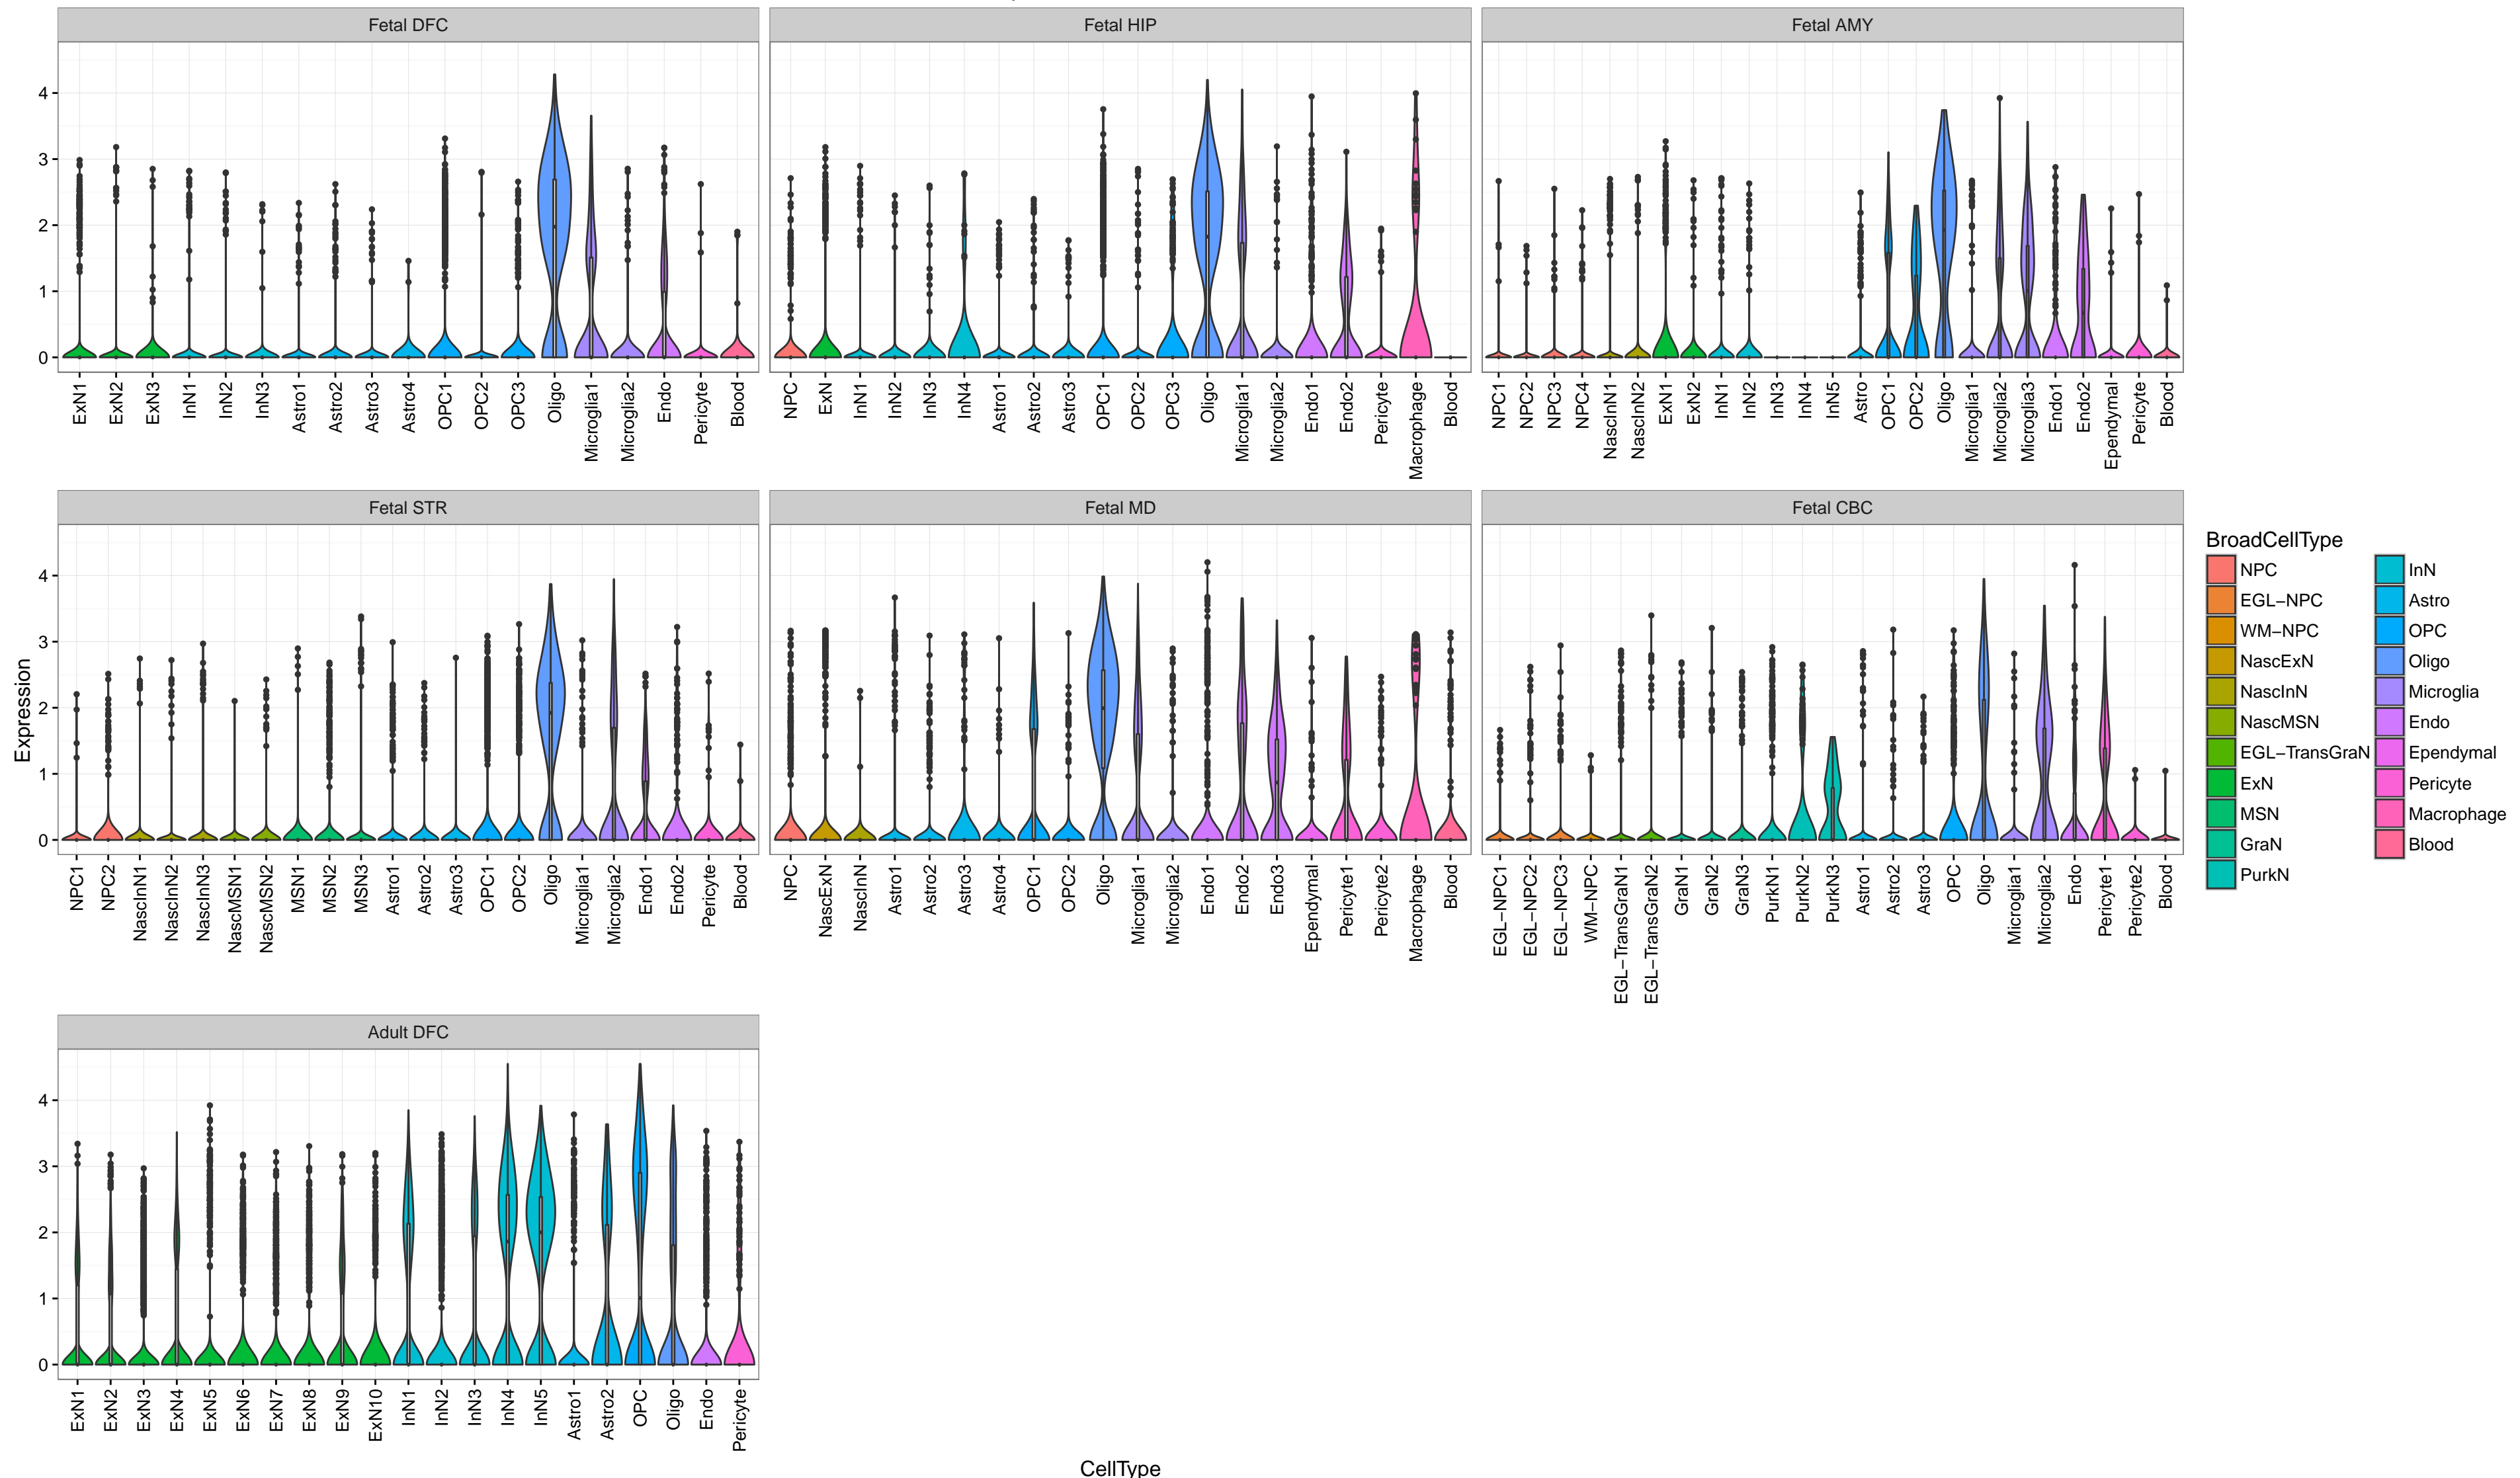 Fetal DFC
Fetal HIP
Fetal AMY
4
3
2
1
0
ExN1
ExN2
ExN3
InN1
InN2
InN3
Astro1
Astro2
Astro3
Astro4
OPC1
OPC2
OPC3
Oligo
Microglia1
Microglia2
Endo
Pericyte
Blood
NPC
ExN
InN1
InN2
InN3
InN4
Astro1
Astro2
Astro3
OPC1
OPC2
OPC3
Oligo
Microglia1
Microglia2
Endo1
Endo2
Pericyte
Macrophage
Blood
NPC1
NPC2
NPC3
NPC4
NascInN1
NascInN2
ExN1
ExN2
InN1
InN2
InN3
InN4
InN5
Astro
OPC1
OPC2
Oligo
Microglia1
Microglia2
Microglia3
Endo1
Endo2
Ependymal
Pericyte
Blood
Fetal STR
Fetal MD
Fetal CBC
Expression
4
3
2
1
0
NPC1
NPC2
NascInN1
NascInN2
NascInN3
NascMSN1
NascMSN2
MSN1
MSN2
MSN3
Astro1
Astro2
Astro3
OPC1
OPC2
Oligo
Microglia1
Microglia2
Endo1
Endo2
Pericyte
Blood
NPC
NascExN
NascInN
Astro1
Astro2
Astro3
Astro4
OPC1
OPC2
Oligo
Microglia1
Microglia2
Endo1
Endo2
Endo3
Ependymal
Pericyte1
Pericyte2
Macrophage
Blood
EGL−NPC1
EGL−NPC2
EGL−NPC3
WM−NPC
EGL−TransGraN1
EGL−TransGraN2
GraN1
GraN2
GraN3
PurkN1
PurkN2
PurkN3
Astro1
Astro2
Astro3
OPC
Oligo
Microglia1
Microglia2
Endo
Pericyte1
Pericyte2
Blood
BroadCellType
NPC
EGL−NPC
WM−NPC
NascExN
NascInN
NascMSN
EGL−TransGraN
ExN
MSN
GraN
PurkN
InN
Astro
OPC
Oligo
Microglia
Endo
Ependymal
Pericyte
Macrophage
Blood
Adult DFC
4
3
2
1
0
ExN1
ExN2
ExN3
ExN4
ExN5
ExN6
ExN7
ExN8
ExN9
ExN10
InN1
InN2
InN3
InN4
InN5
Astro1
Astro2
OPC
Oligo
Endo
Pericyte
CellType